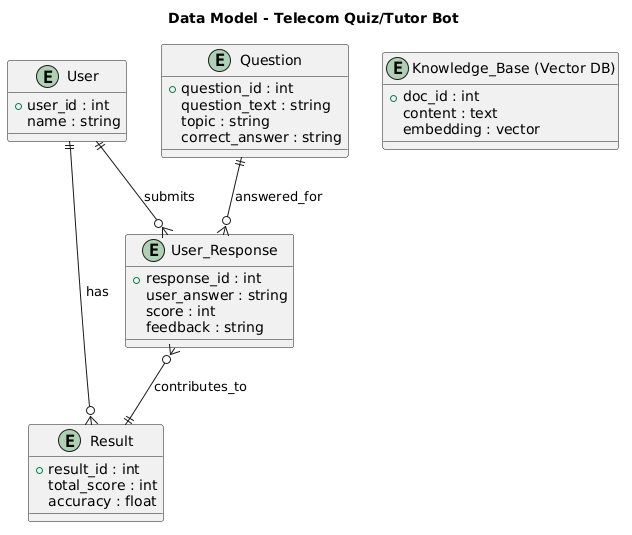 Data Model - Telecom Quiz/Tutor Bot
E User
user_id : int
name : string
E Question
question_id : int
question_text : string
topic : string
correct_answer : string
E Knowledge_Base (Vector DB)
doc_id : int
content : text
embedding : vector
submits
answered_for
E User_Response
response_id : int
user_answer : string
score : int
feedback : string
has
contributes_to
E Result
result_id : int
total_score : int
accuracy : float